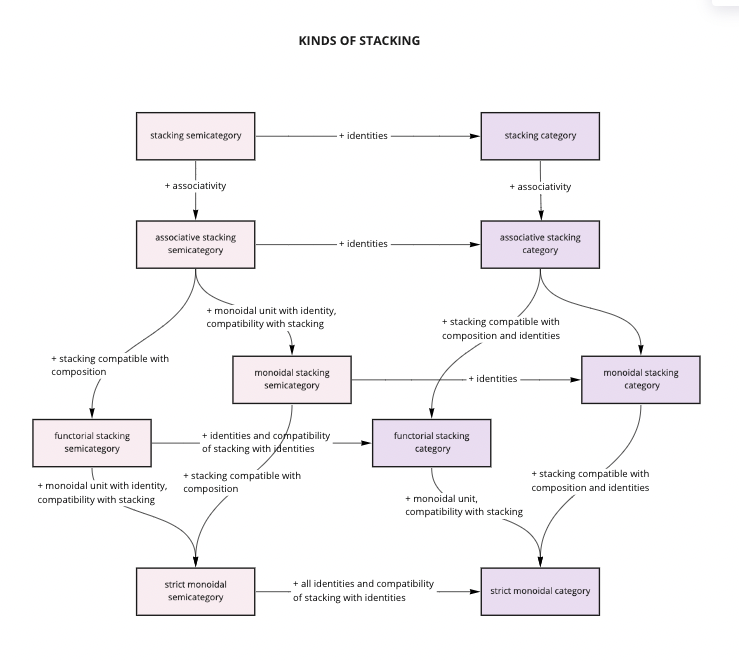 KINDS OF STACKING
stacking semicategory
+ identities
stacking category
+ associativity
+ associativity
associative stacking
semicategory
+ identities
associative stacking
category
+ monoidal unit with identity,
compatibility with stacking
+ stacking compatible with
composition and identities
+ stacking compatible with
composition
monoidal stacking
semicategory
+ identities
monoidal stacking
category
functorial stacking
semicategory
+ identities and compatibility
of stacking with identities
functorial stacking
category
+ monoidal unit with identity,
compatibility with stacking
+ stacking compatible with
composition
+ monoidal unit,
compatibility with stacking
+ stacking compatible with
composition and identities
strict monoidal
semicategory
+ all identities and compatibility
of stacking with identities
strict monoidal category